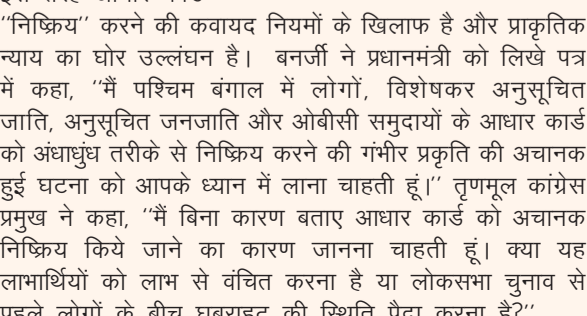 ‘‘निष्क्रिय’’ करने की कवायद नियमों के खिलाफ है और प्राकृतिक
न्याय का घोर उल्लंघन है। बनर्जी ने प्रधानमंत्री को लिखे पत्र
में कहा, ‘‘मैं पश्चिम बंगाल में लोगों, विशेषकर अनुसूचित
जाति, अनुसूचित जनजाति और ओबीसी समुदायों के आधार कार्ड
को अंधाधुंध तरीके से निष्क्रिय करने की गंभीर प्रकृति की अचानक
हुई घटना को आपके ध्यान में लाना चाहती हूं।’’ तृणमूल कांग्रेस
प्रमुख ने कहा, ‘‘मैं बिना कारण बताए आधार कार्ड को अचानक
निष्क्रिय किये जाने का कारण जानना चाहती हूं। क्या यह
लाभार्थियों को लाभ से वंचित करना है या लोकसभा चुनाव से
पहले लोगों के बीच घबराहट की स्थिति पैदा करना है?’’